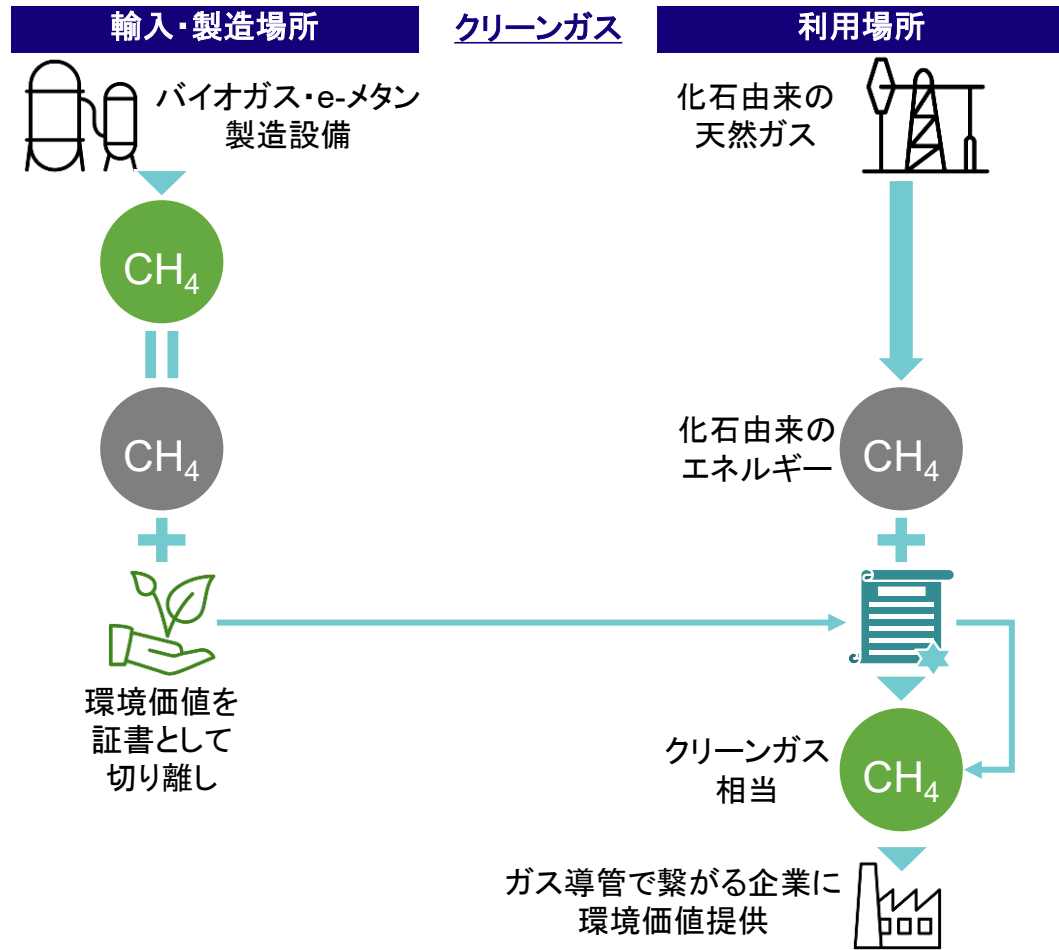 輸入・製造場所
クリーンガス
利用場所
バイオガス・e-メタン
製造設備
化石由来の
天然ガス
CH₄
CH₄
化石由来の
エネルギー
CH₄
環境価値を
証書として
切り離し
クリーンガス
相当
CH₄
ガス導管で繋がる企業に
環境価値提供